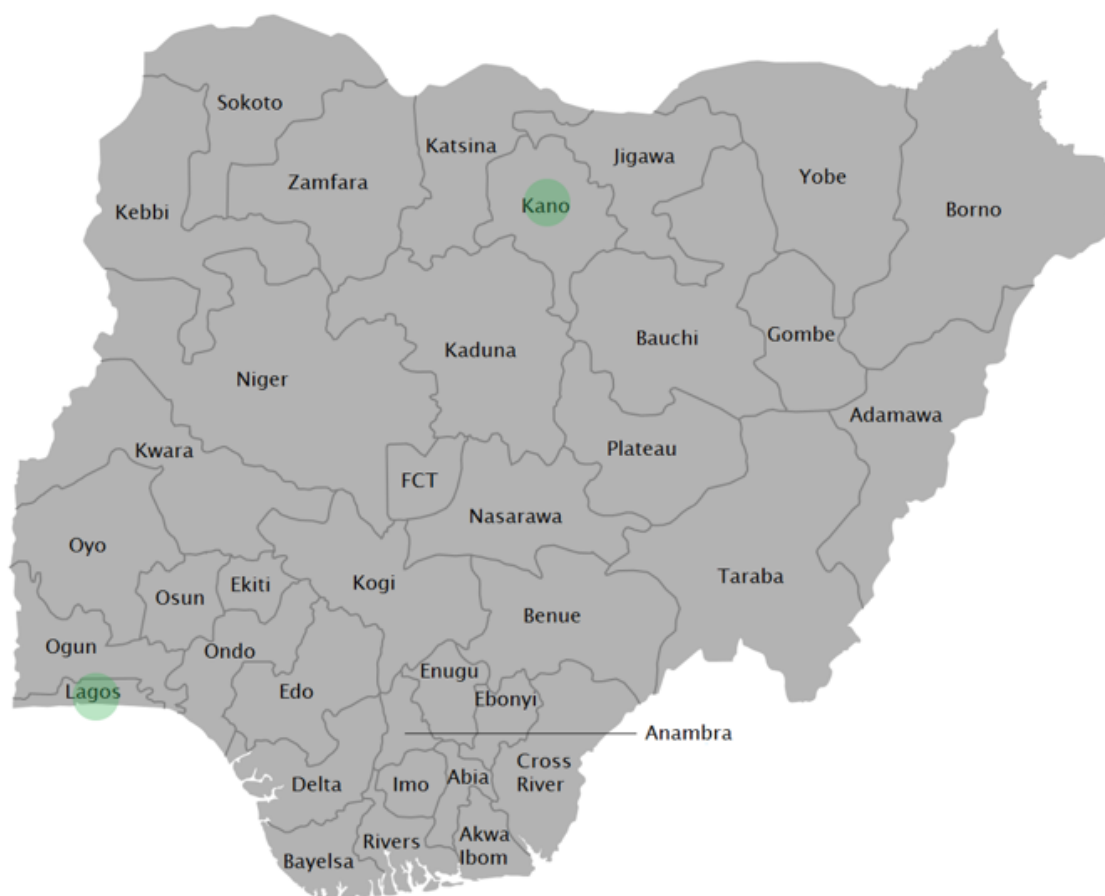 Sokoto
Katsina
Jigawa
Yobe
Zamfara
Kano
Kebbi
Borno
Bauchi
Gombe
Kaduna
Niger
Adamawa
Kwara
Plateau
FCT
Nasarawa
Oyo
Taraba
Kogi
Ekiti
Osun
Benue
Ogun
Ondo
Enugu
Lagos
Edo
Ebonyi
Anambra
Cross
River
Delta
Imo
Abia
Rivers
Akwa
Ibom
Bayelsa